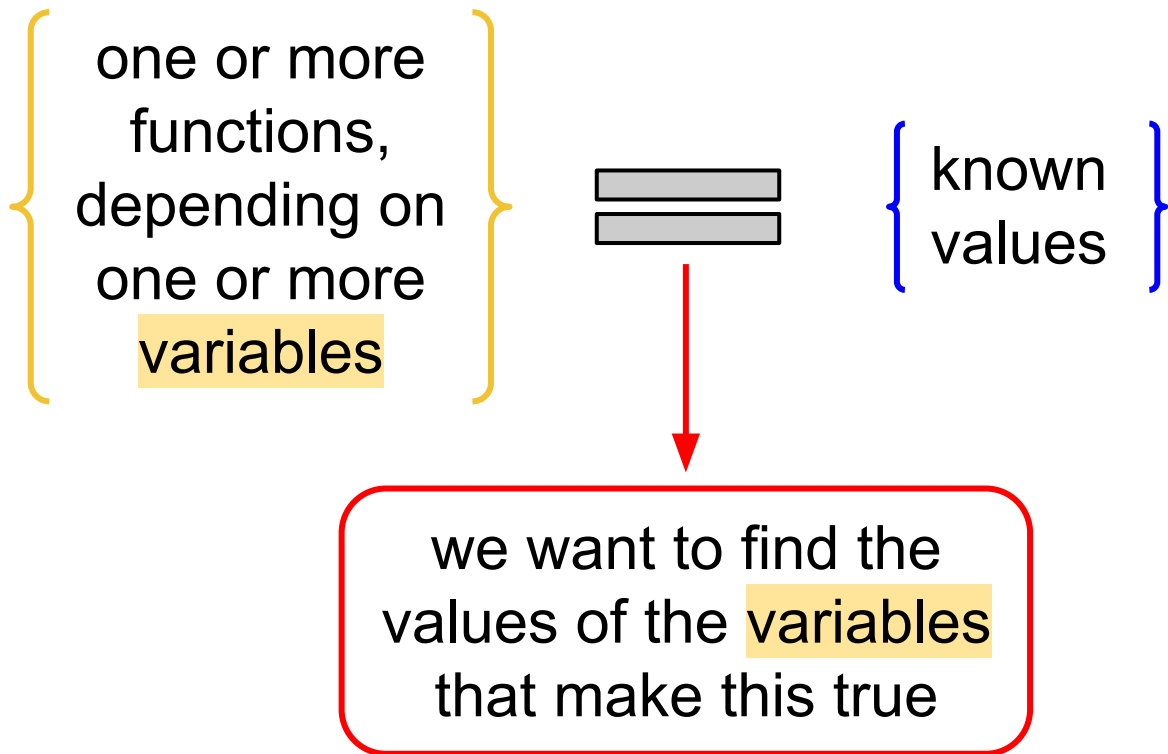 one or more
functions,
depending on
one or more
variables
known
values
we want to find the
values of the variables
that make this true